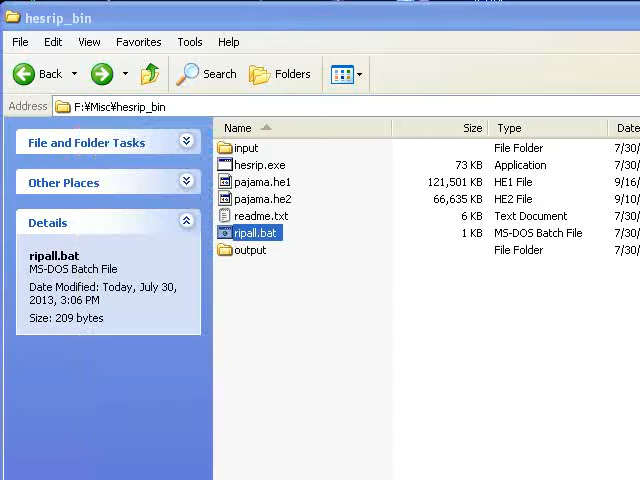 hesrip_bin
File Edit View Favorites Tools Help
Back Search Folders
Address F:¥Misc¥hesrip_bin
File and Folder Tasks
Other Places
Details
ripall.bat
MS-DOS Batch File
Date Modified: Today, July 30,
2013, 3:06 PM
Size: 209 bytes
Name Size Type Date
input File Folder 7/30/
hesrip.exe 73 KB Application 7/30/
pajama.he1 121,501 KB HE1 File 9/16/
pajama.he2 66,635 KB HE2 File 9/10/
readme.txt 6 KB Text Document 7/30/
ripall.bat 1 KB MS-DOS Batch File 7/30/
output File Folder 7/30/